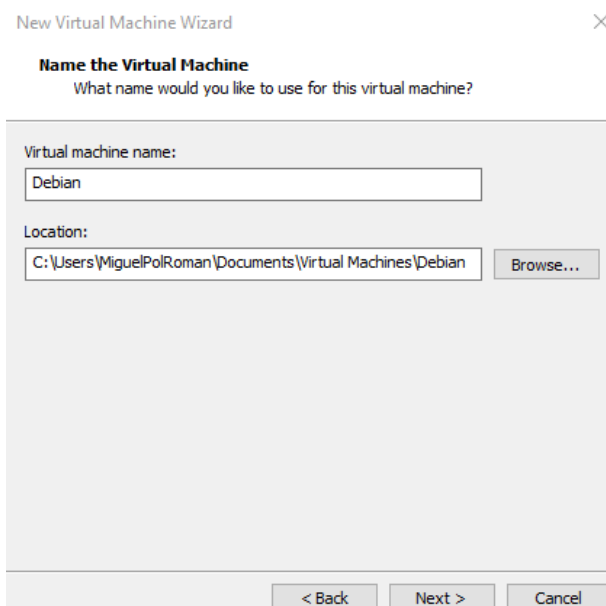 New Virtual Machine Wizard
Name the Virtual Machine
What name would you like to use for this virtual machine?
Virtual machine name:
Debian
Location:
C:\Users\MiguelPolRoman\Documents\Virtual Machines\Debian
Browse...
< Back Next > Cancel